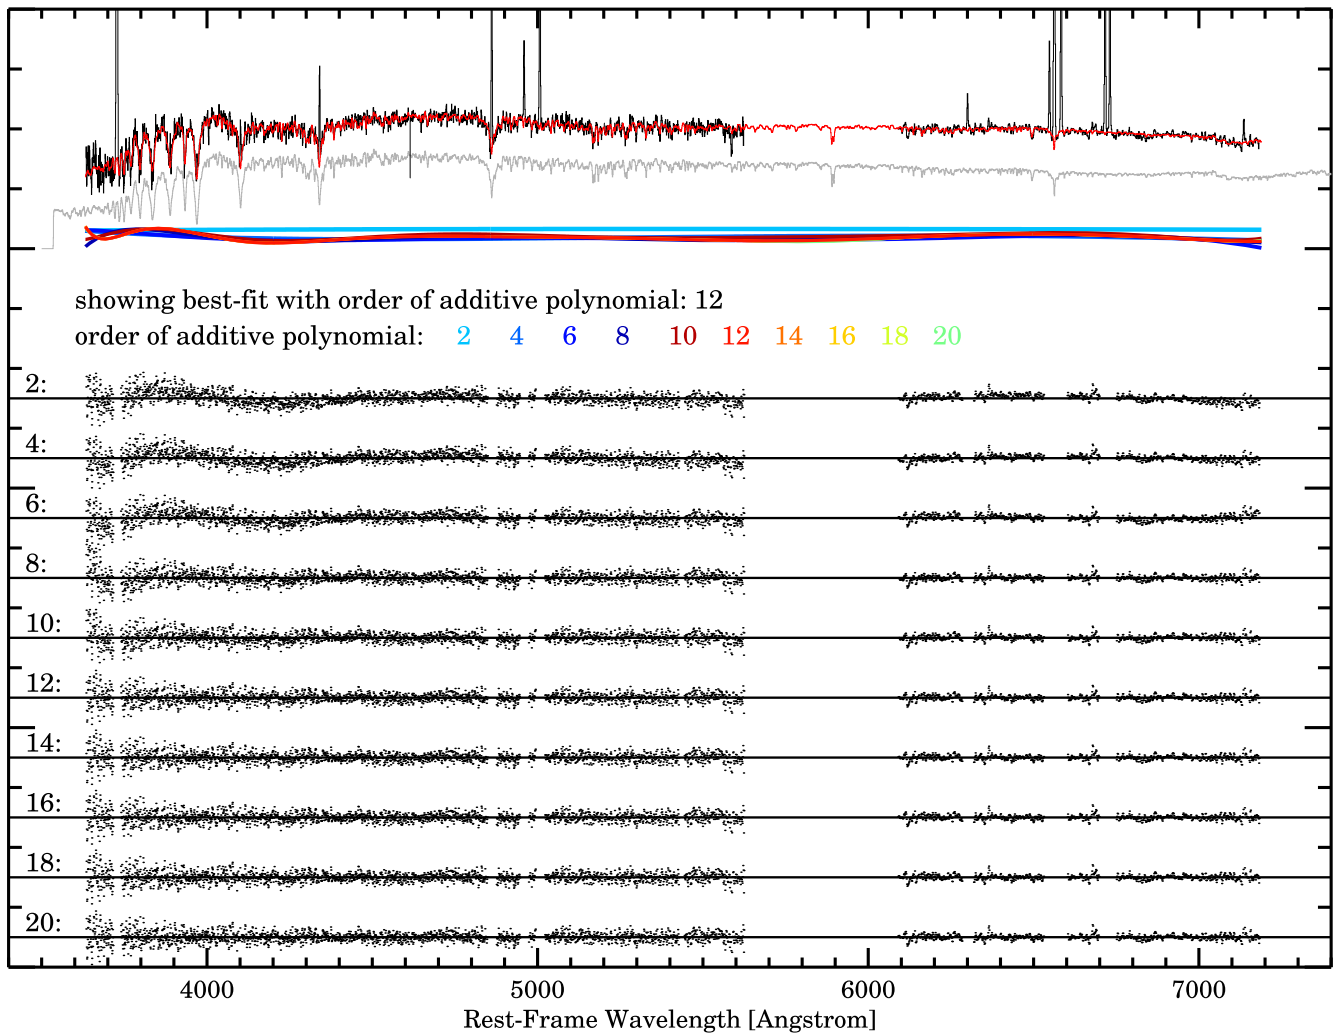 showing best-fit with order of additive polynomial: 12
order of additive polynomial: 2 4 6 8 10 12 14 16 18 20
2:
4:
6:
8:
10:
12:
14:
16:
18:
20:
4000 5000 6000 7000
Rest-Frame Wavelength [Angstrom]